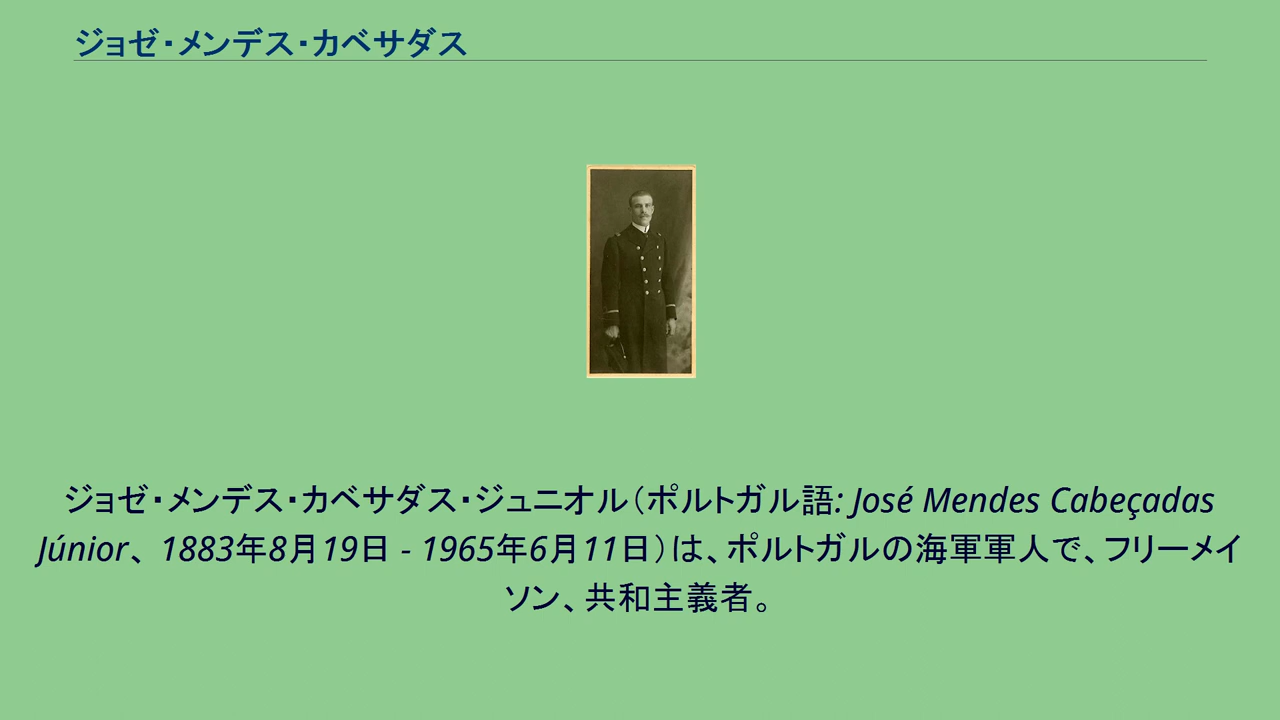 ジョゼ・メンデス・カベサダス
ジョゼ・メンデス・カベサダス・ジュニオル（ポルトガル語: José Mendes Cabeçadas
Júnior、1883年8月19日 - 1965年6月11日）は、ポルトガルの海軍軍人で、フリーメイ
ソン、共和主義者。